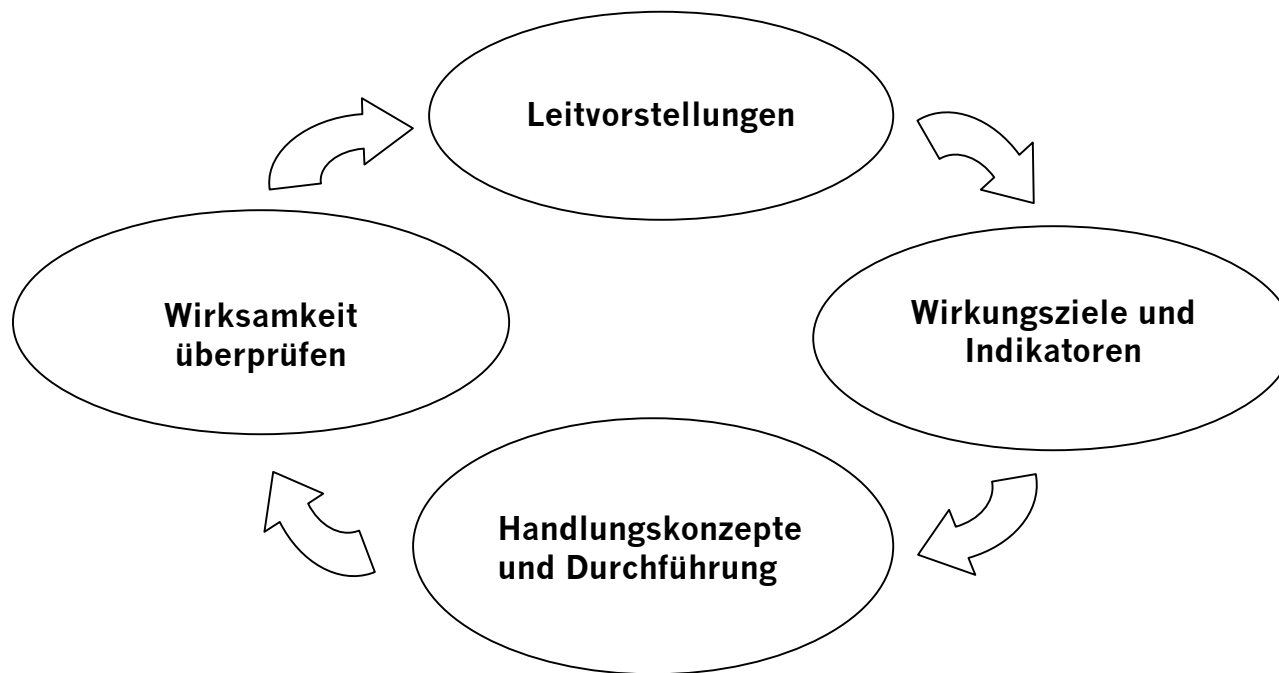 Leitvorstellungen
Wirkungsziele und
Indikatoren
Handlungskonzepte
und Durchführung
Wirksamkeit
überprüfen